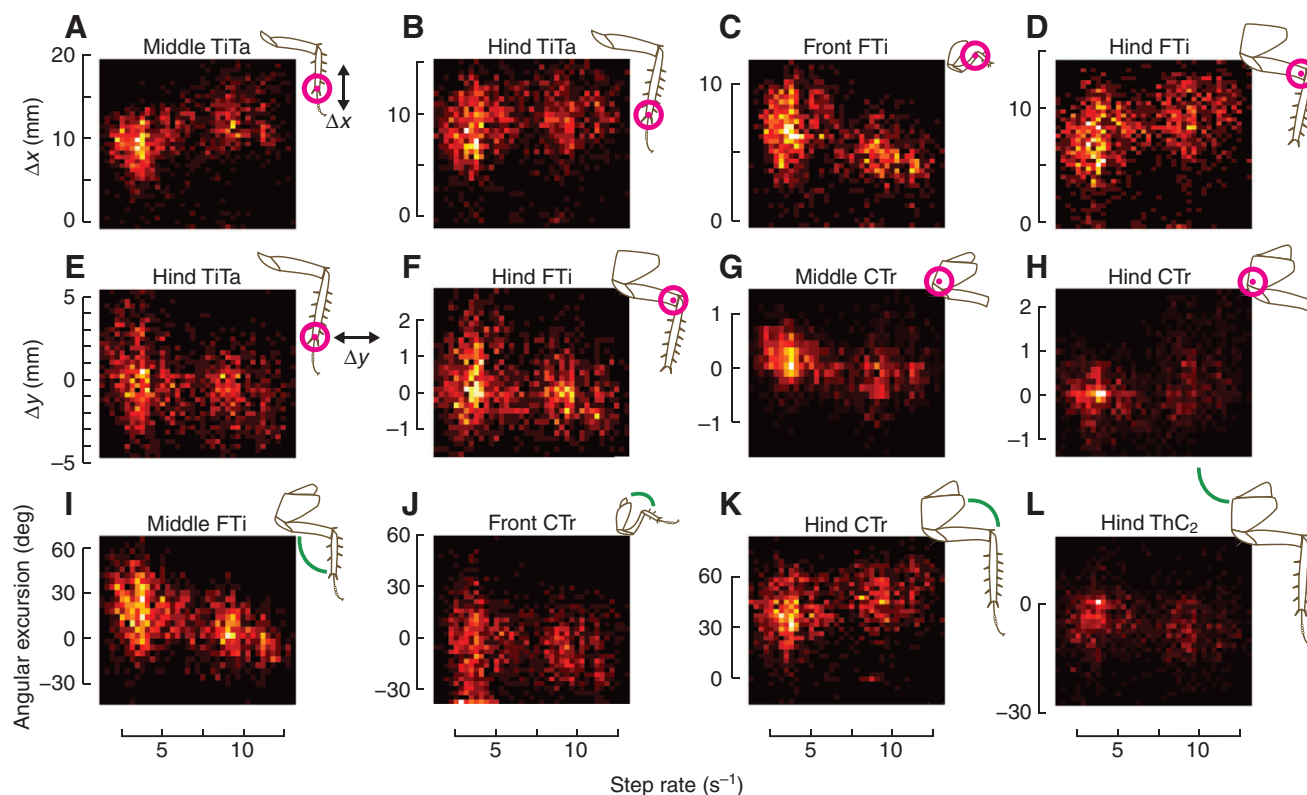 A Middle TiTa
B Hind TiTa
C Front FTi
D Hind FTi
Δx (mm)
20
10
0
Δx
10
0
10
0
10
0
E Hind TiTa
F Hind FTi
G Middle CTr
H Hind CTr
Δy (mm)
5
0
–5
Δy
2
1
0
–1
1
0
–1
2
1
0
–1
I Middle FTi
J Front CTr
K Hind CTr
L Hind ThC2
Angular excursion (deg)
60
30
0
–30
60
30
0
–30
60
30
0
0
–30
5 10
5 10
5 10
5 10
Step rate (s–1)